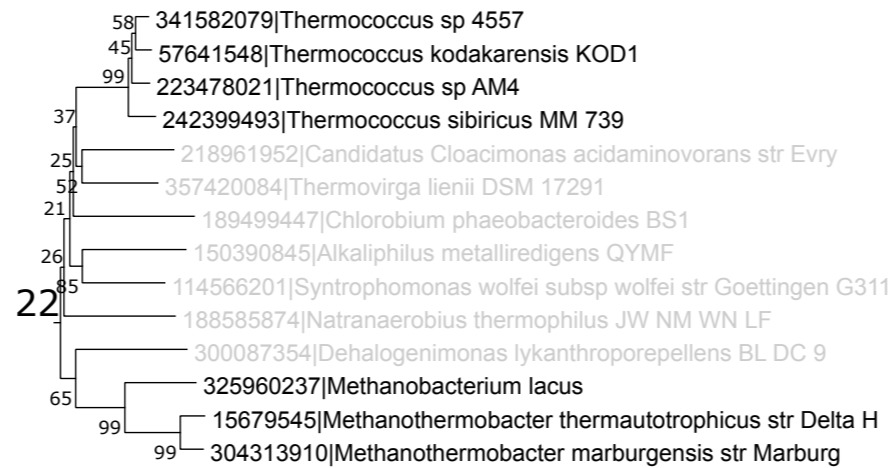 58
341582079|Thermococcus sp 4557
45
57641548|Thermococcus kodakarensis KOD1
99
223478021|Thermococcus sp AM4
37
242399493|Thermococcus sibiricus MM 739
25
218961952|Candidatus Cloacimonas acidaminovorans str Evry
52
357420084|Thermovirga lienii DSM 17291
21
189499447|Chlorobium phaeobacteroides BS1
26
150390845|Alkaliphilus metalliredigens QYMF
85
114566201|Syntrophomonas wolfei subsp wolfei str Goettingen G311
22
188585874|Natranaerobius thermophilus JW NM WN LF
300087354|Dehalogenimonas lykanthroporepellens BL DC 9
65
325960237|Methanobacterium lacus
99
15679545|Methanothermobacter thermautotrophicus str Delta H
99
304313910|Methanothermobacter marburgensis str Marburg